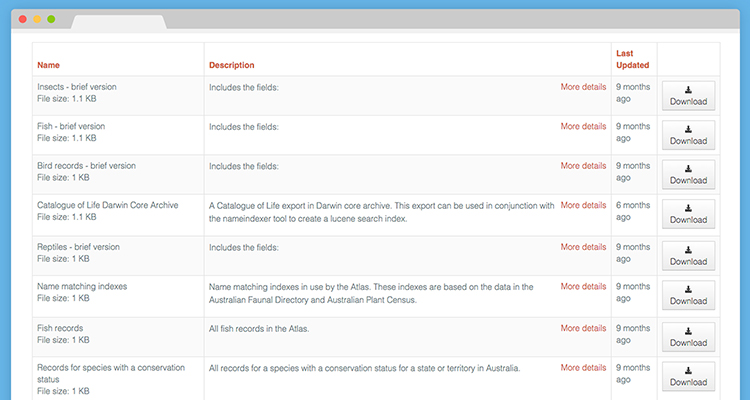 Name Description Last Updated
Insects - brief version
File size: 1.1 KB
Includes the fields:
More details
9 months
ago
Download
Fish - brief version
File size: 1.1 KB
Includes the fields:
More details
9 months
ago
Download
Bird records - brief version
File size: 1 KB
Includes the fields:
More details
9 months
ago
Download
Catalogue of Life Darwin Core Archive
File size: 1.1 KB
A Catalogue of Life export in Darwin core archive. This export can be used in conjunction
with the nameindexer tool to create a lucene search index.
More details
6 months
ago
Download
Reptiles - brief version
File size: 1 KB
Includes the fields:
More details
9 months
ago
Download
Name matching indexes
File size: 1 KB
Name matching indexes in use by the Atlas. These indexes are based on the data in the
Australian Faunal Directory and Australian Plant Census.
More details
9 months
ago
Download
Fish records
File size: 1 KB
All fish records in the Atlas.
More details
9 months
ago
Download
Records for species with a conservation
status
File size: 1 KB
All records for a species with a conservation status for a state or territory in Australia.
More details
9 months
ago
Download